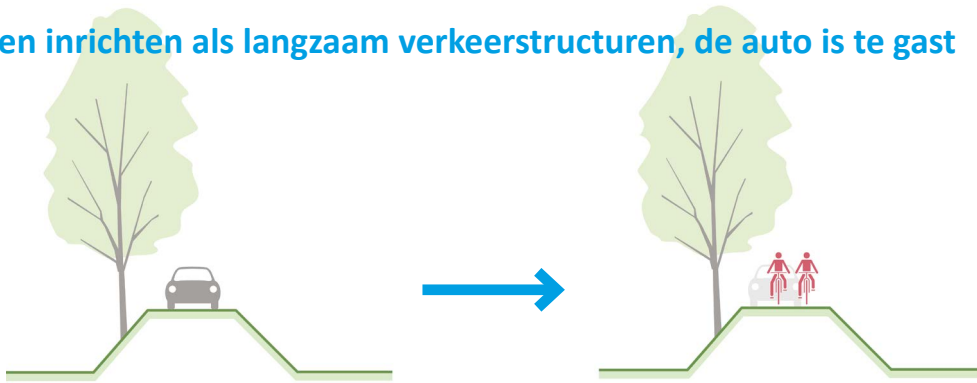 en inrichten als langzaam verkeerstructuren, de auto is te gast